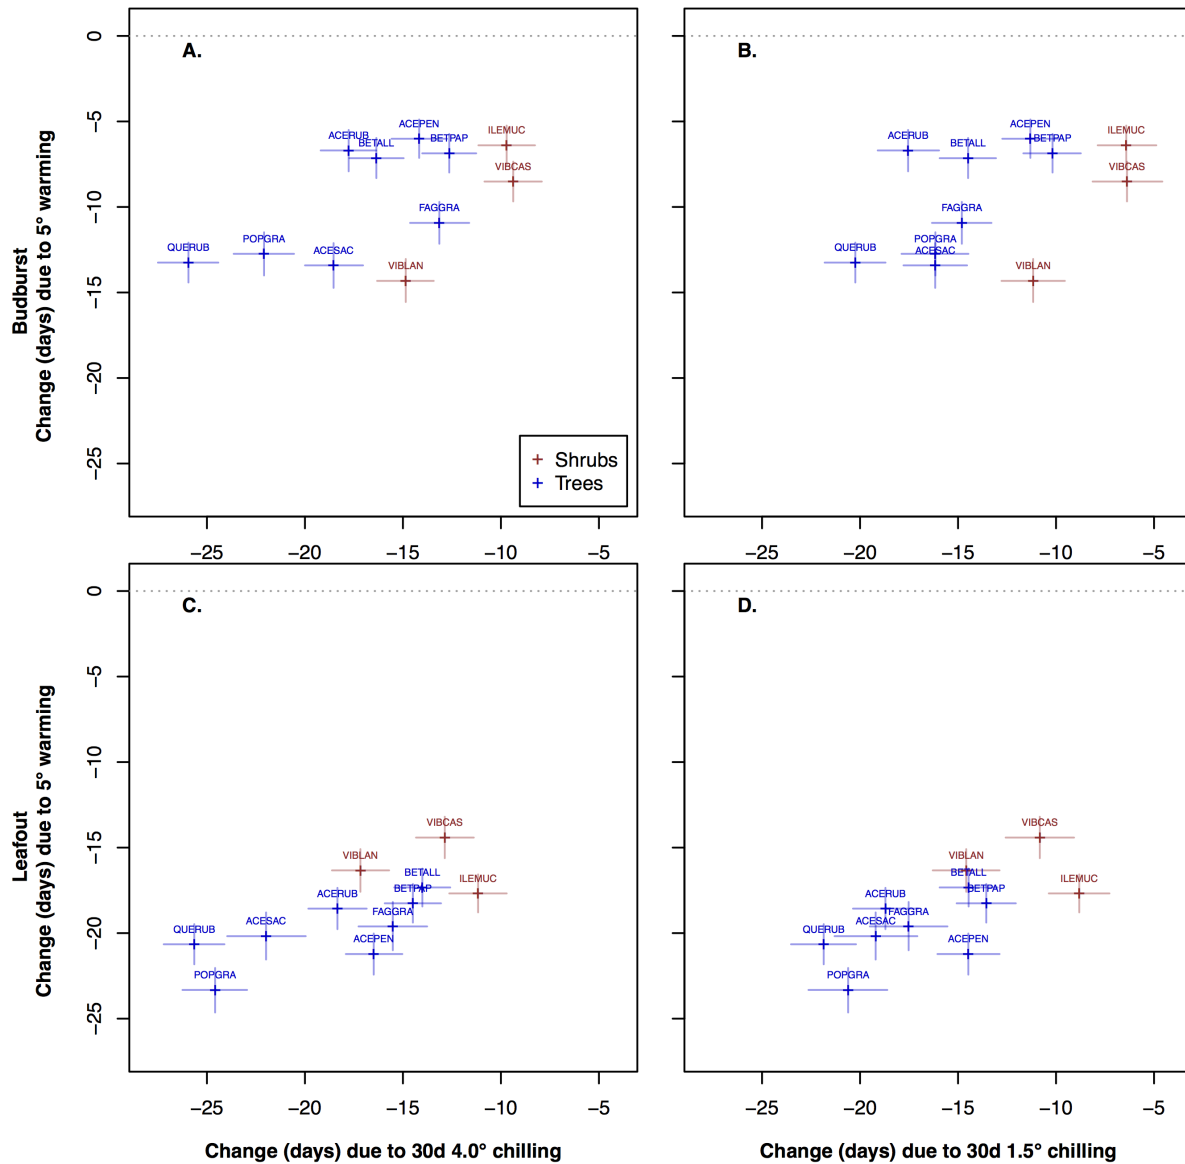 A.
B.
Budburst
Change (days) due to 5° warming
0
−5
−10
−15
−20
−25
ACERUB
BETALL
ACEPEN
BETPAP
ILEMUC
VIBCAS
FAGGRA
QUERUB
POPGRA
ACESAC
VIBLAN
Shrubs
Trees
−25 −20 −15 −10 −5
ACERUB
BETALL
ACEPEN
BETPAP
ILEMUC
VIBCAS
FAGGRA
QUERUB
POPGRA
ACESAC
VIBLAN
−25 −20 −15 −10 −5
C.
D.
Leafout
Change (days) due to 5° warming
0
−5
−10
−15
−20
−25
VIBCAS
VIBLAN
BETALL
ILEMUC
BETPAP
ACERUB
FAGGRA
ACESAC
QUERUB
ACEPEN
POPGRA
−25 −20 −15 −10 −5
Change (days) due to 30d 4.0° chilling
VIBCAS
VIBLAN
BETALL
ILEMUC
BETPAP
ACERUB
FAGGRA
ACESAC
QUERUB
ACEPEN
POPGRA
−25 −20 −15 −10 −5
Change (days) due to 30d 1.5° chilling